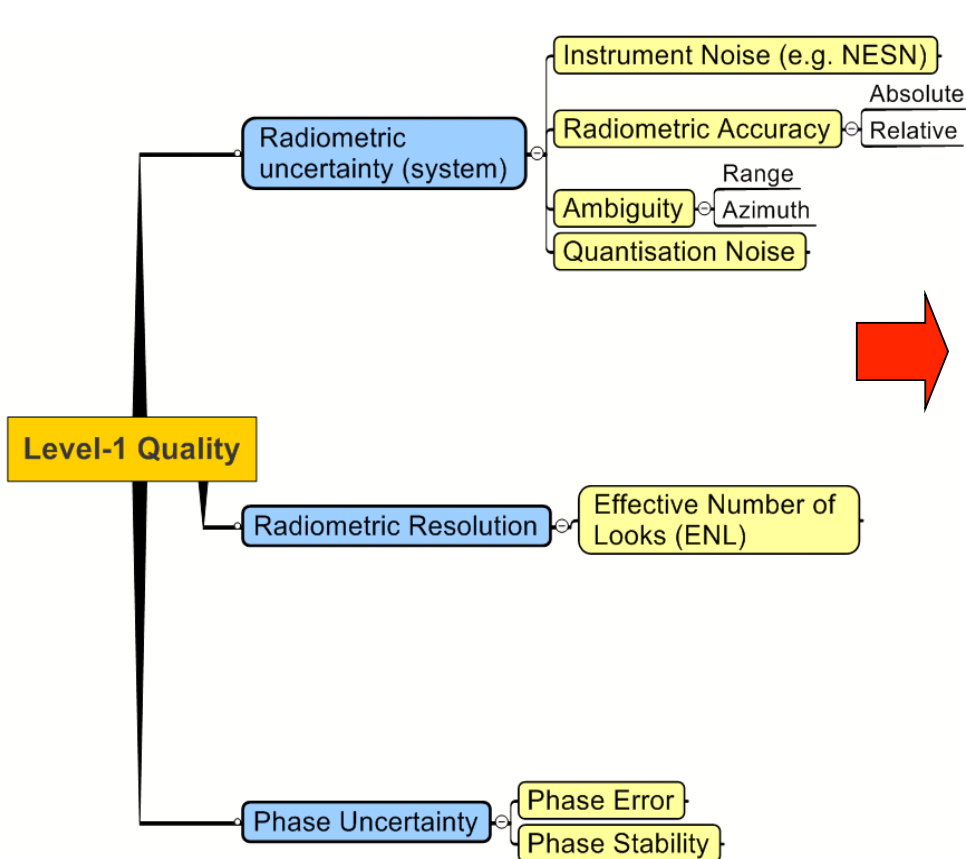 Instrument Noise (e.g. NESN)
Absolute
Radiometric
uncertainty (system)
Radiometric Accuracy
Relative
Range
Ambiguity
Azimuth
Quantisation Noise
Level-1 Quality
Radiometric Resolution
Effective Number of
Looks (ENL)
Phase Uncertainty
Phase Error
Phase Stability